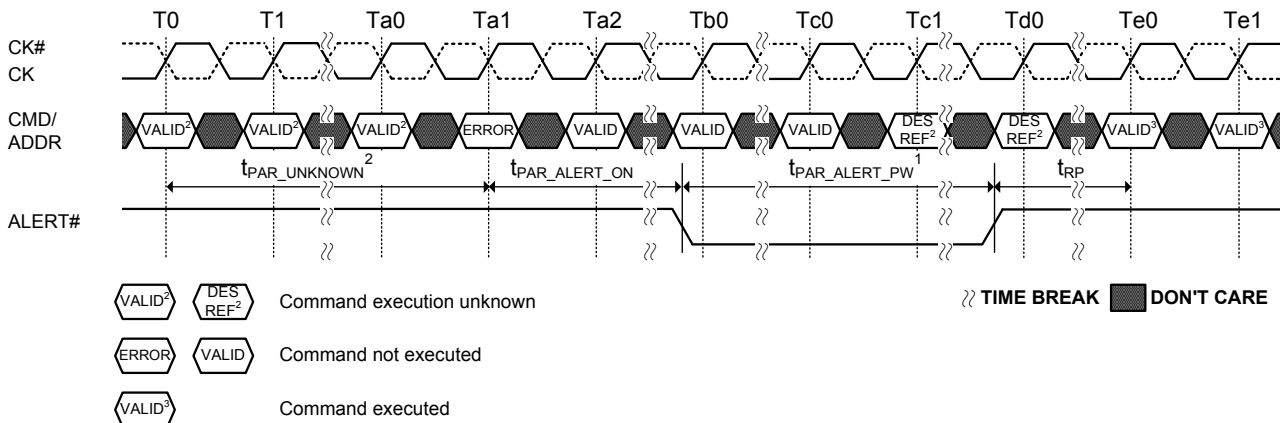 T0 T1 Ta0 Ta1 Ta2 Tb0 Tc0 Tc1 Td0 Te0 Te1
CK#
CK
CMD/
ADDR
VALID² VALID² VALID² ERROR VALID VALID VALID DES REF² DES REF² VALID³ VALID³
tPAR_UNKNOWN² tPAR_ALERT_ON tPAR_ALERT_PW¹ tRP
ALERT#
VALID² DES REF² Command execution unknown
TIME BREAK DON'T CARE
ERROR VALID Command not executed
VALID³ Command executed